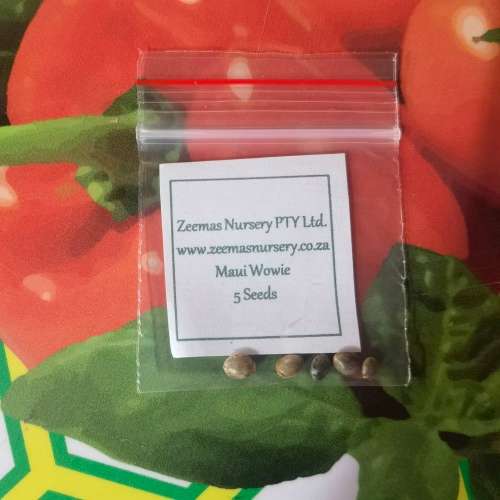 Zeemas Nursery PTY Ltd.
www.zeemasnursery.co.za
Maui Wowie
5 Seeds